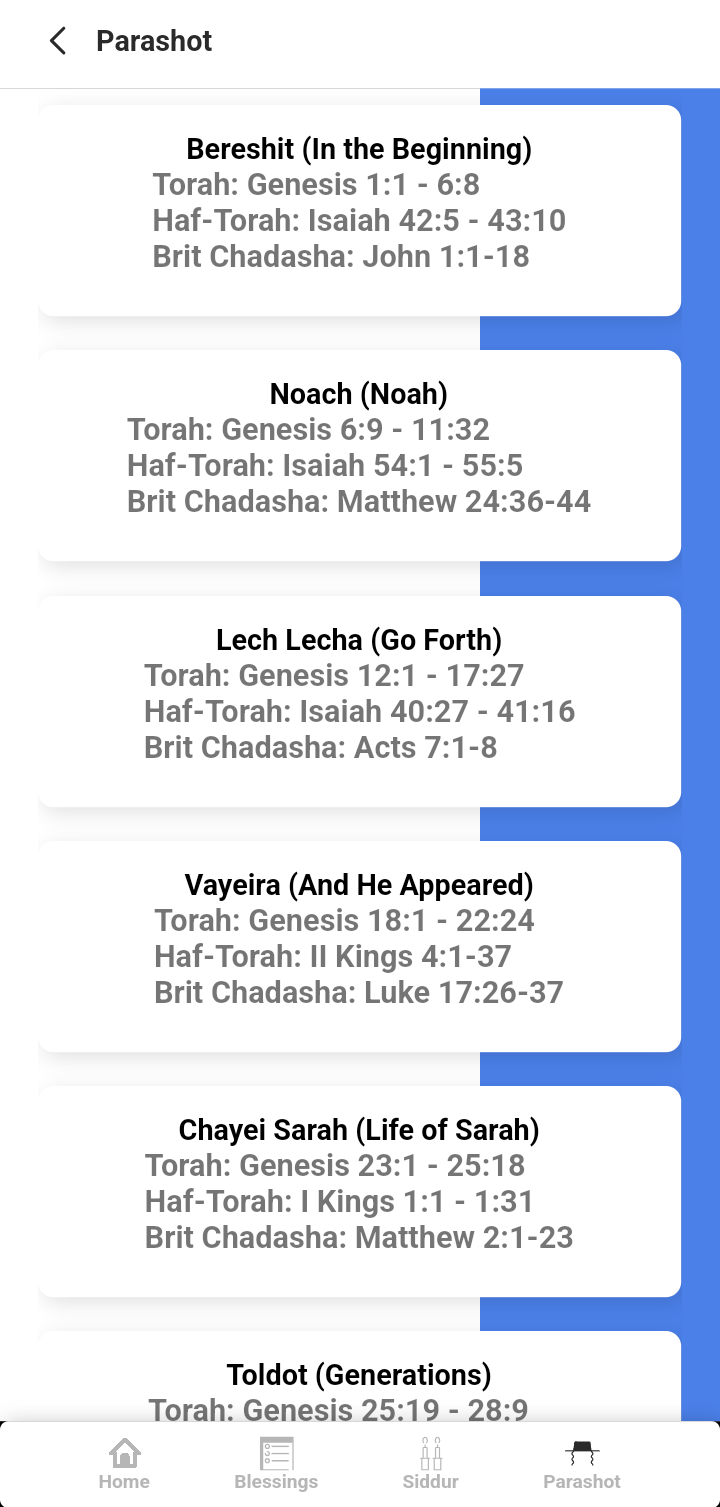 Parashot
Bereshit (In the Beginning)
Torah: Genesis 1:1 - 6:8
Haf-Torah: Isaiah 42:5 - 43:10
Brit Chadasha: John 1:1-18
Noach (Noah)
Torah: Genesis 6:9 - 11:32
Haf-Torah: Isaiah 54:1 - 55:5
Brit Chadasha: Matthew 24:36-44
Lech Lecha (Go Forth)
Torah: Genesis 12:1 - 17:27
Haf-Torah: Isaiah 40:27 - 41:16
Brit Chadasha: Acts 7:1-8
Vayeira (And He Appeared)
Torah: Genesis 18:1 - 22:24
Haf-Torah: II Kings 4:1-37
Brit Chadasha: Luke 17:26-37
Chayei Sarah (Life of Sarah)
Torah: Genesis 23:1 - 25:18
Haf-Torah: I Kings 1:1 - 1:31
Brit Chadasha: Matthew 2:1-23
Toldot (Generations)
Torah: Genesis 25:19 - 28:9
Home Blessings Siddur Parashot